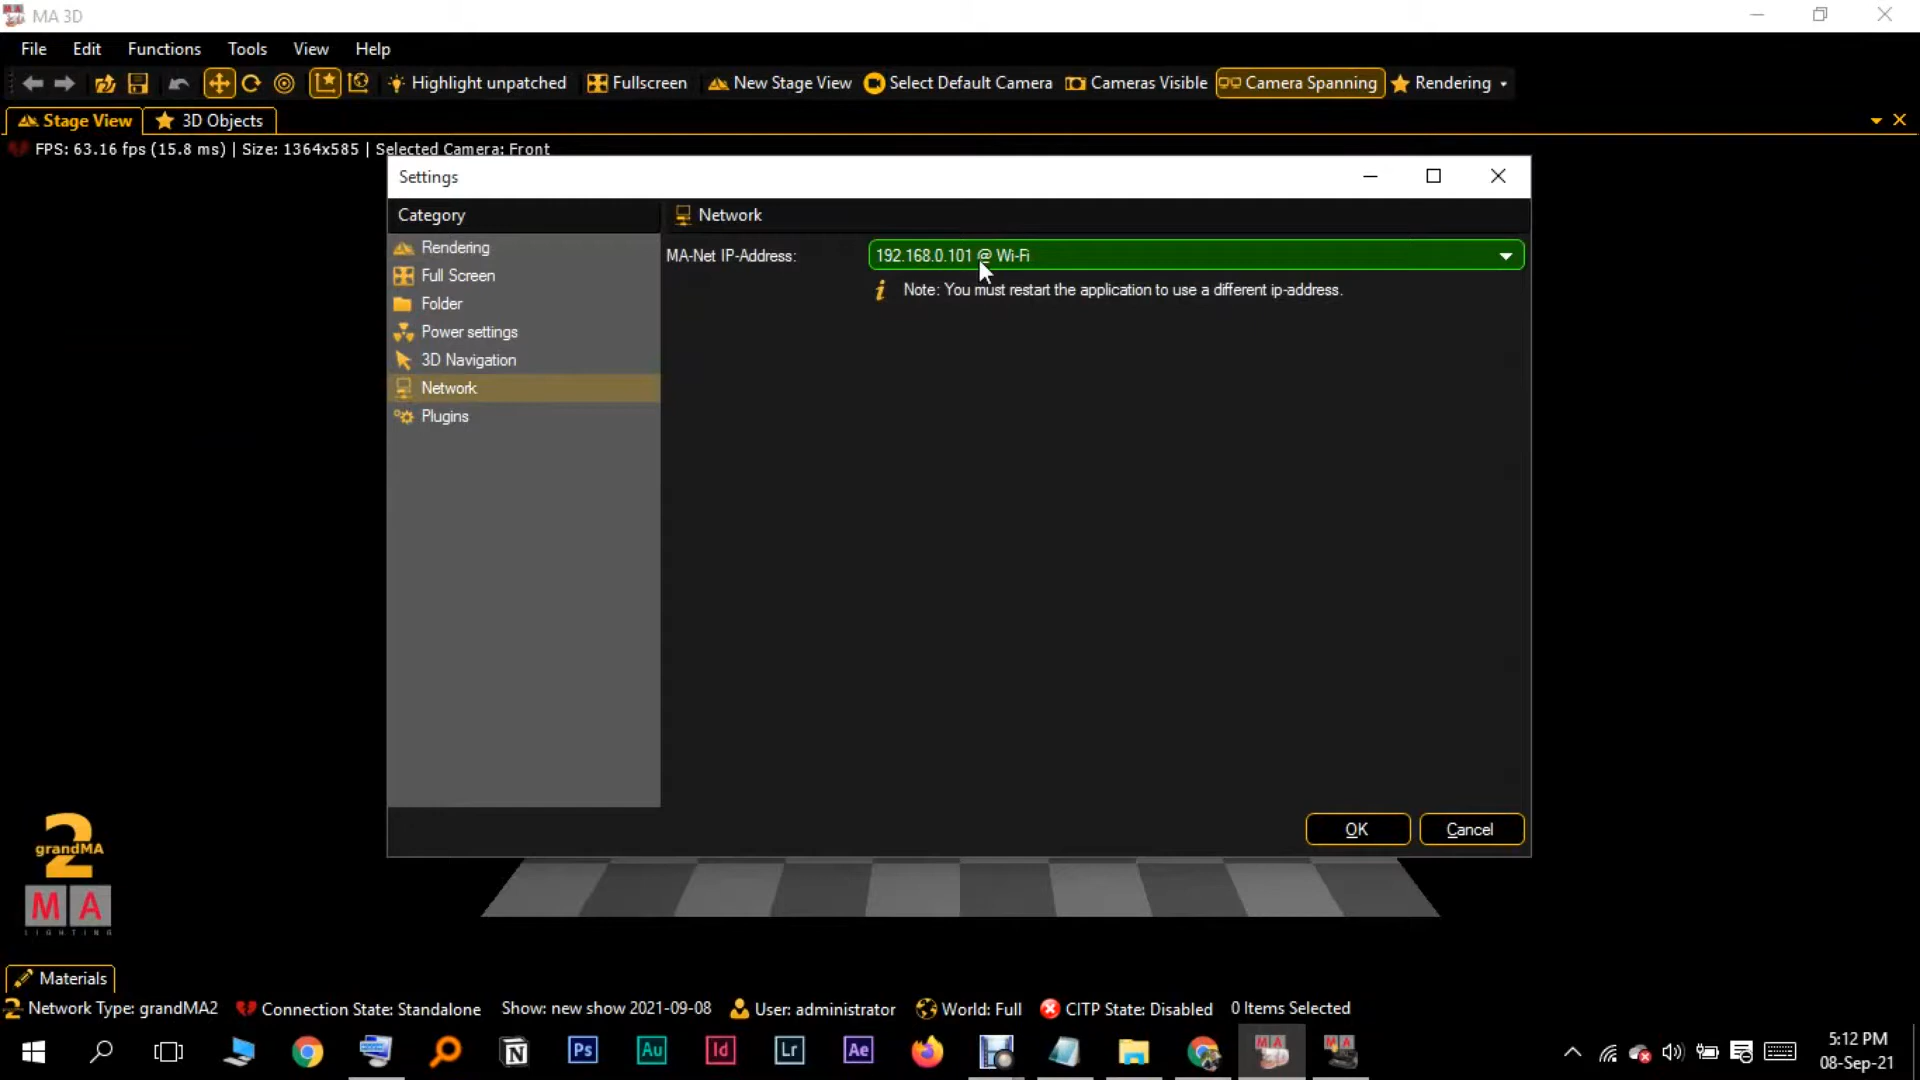 MA 3D
File Edit Functions Tools View Help
Highlight unpatched Fullscreen New Stage View Select Default Camera Cameras Visible Camera Spanning Rendering
Stage View 3D Objects
FPS: 63.16 fps (15.8 ms) | Size: 1364x585 | Selected Camera: Front
Settings
Category
Rendering
Full Screen
Folder
Power settings
3D Navigation
Network
Plugins
Network
MA-Net IP-Address: 192.168.0.101 @ Wi-Fi
Note: You must restart the application to use a different ip-address.
OK Cancel
2
grandMA
MA
LIGHTING
Materials
2 Network Type: grandMA2 Connection State: Standalone Show: new show 2021-09-08 User: administrator World: Full CITP State: Disabled 0 Items Selected
N Ps Au Id Lr Ae MA MA
5:12 PM
08-Sep-21